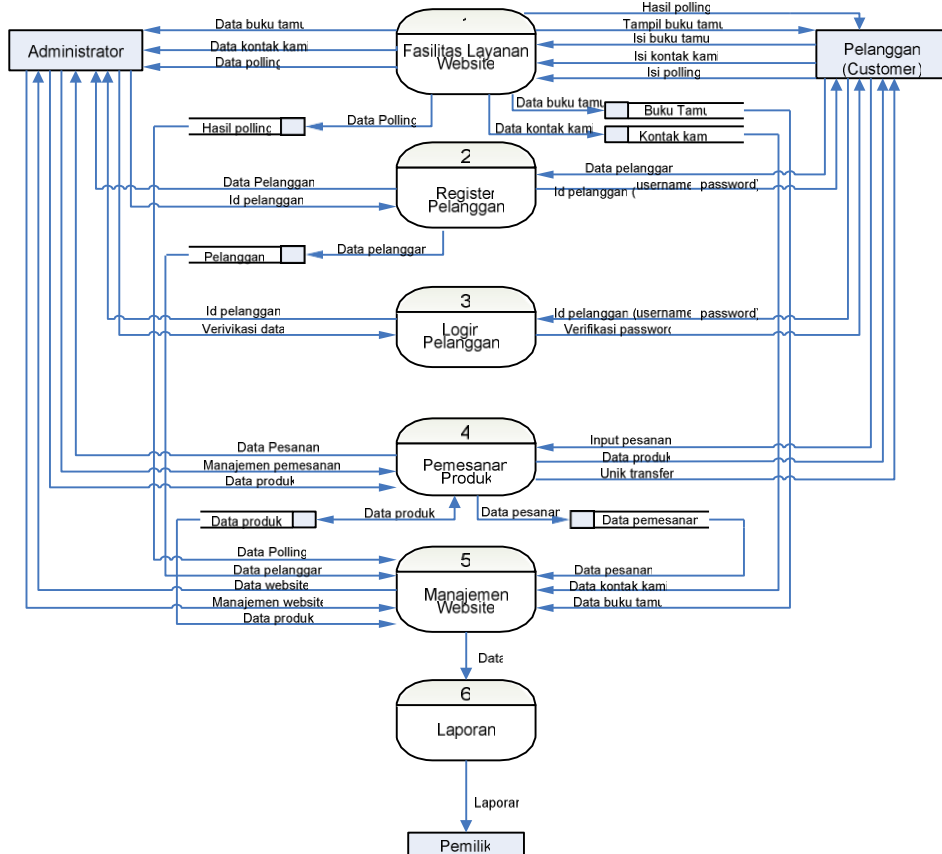 Hasil polling
Data buku tamu
Tampil buku tamu
Isi buku tamu
Administrator
Data kontak kami
Fasilitas Layanan
Website
Isi kontak kami
Pelanggan
(Customer)
Data polling
Isi polling
Data buku tamu
Buku Tamu
Hasil polling
Data Polling
Data kontak kami
Kontak kam
2
Data pelanggar
Data Pelanggan
Register
Pelanggan
Id pelanggan (username password)
Id pelanggan
Pelanggan
Data pelanggar
3
Id pelanggan
Login
Pelanggan
Id pelanggan (username password)
Verivikasi data
Verifikasi password
4
Data Pesanan
Input pesanan
Manajemen pemesanan
Pemesanan
Produk
Data produk
Data produk
Unik transfer
Data produk
Data produk
Data pesanan
Data pemesanan
Data Polling
5
Data pelanggar
Data pesanan
Data website
Manajemen
Website
Data kontak kami
Manajemen website
Data buku tamu
Data produk
Data
6
Laporan
Laporan
Pemilik